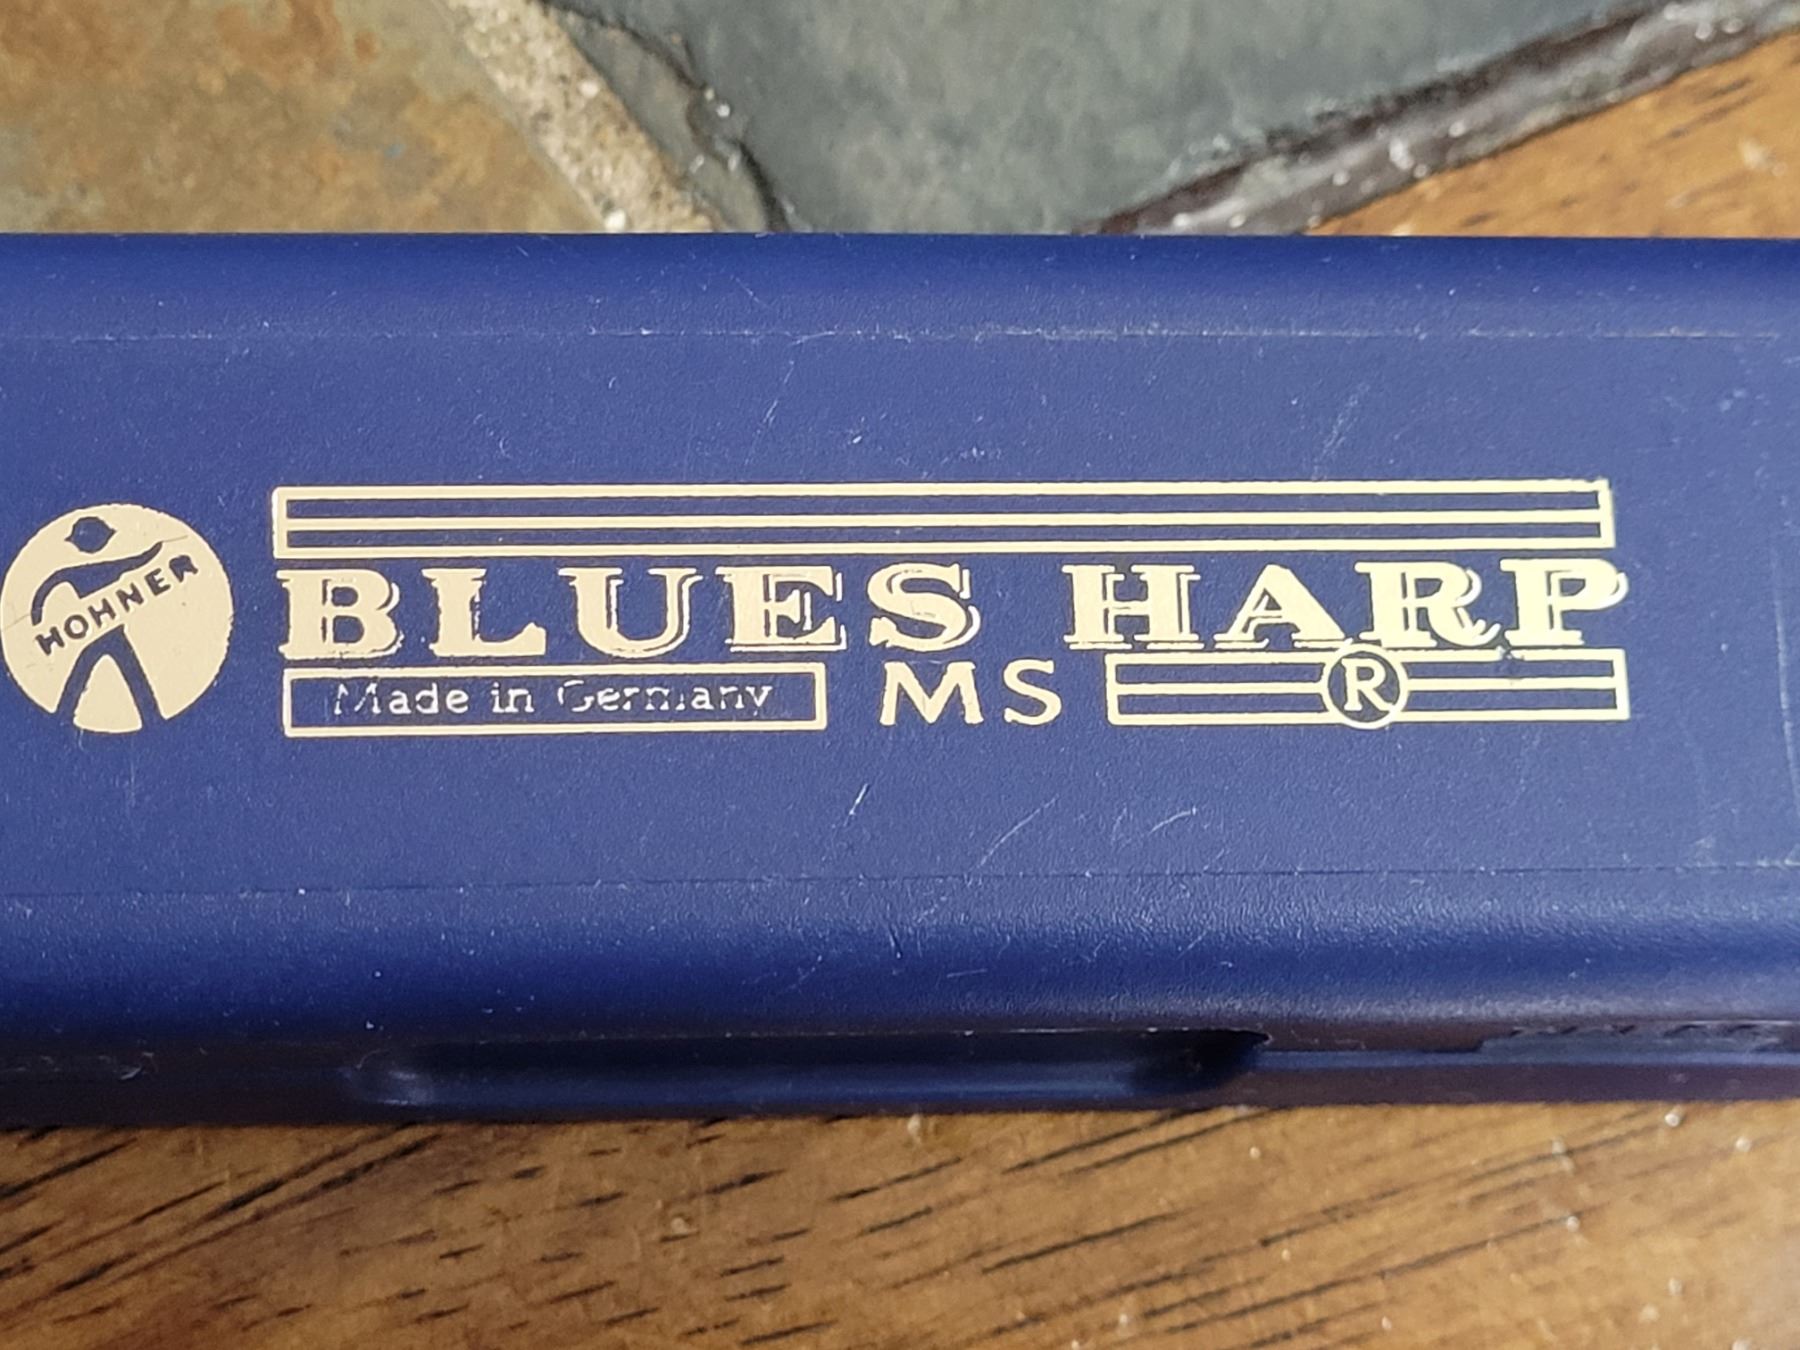 HOHNER
BLUES HARP
Made in Germany MS ®